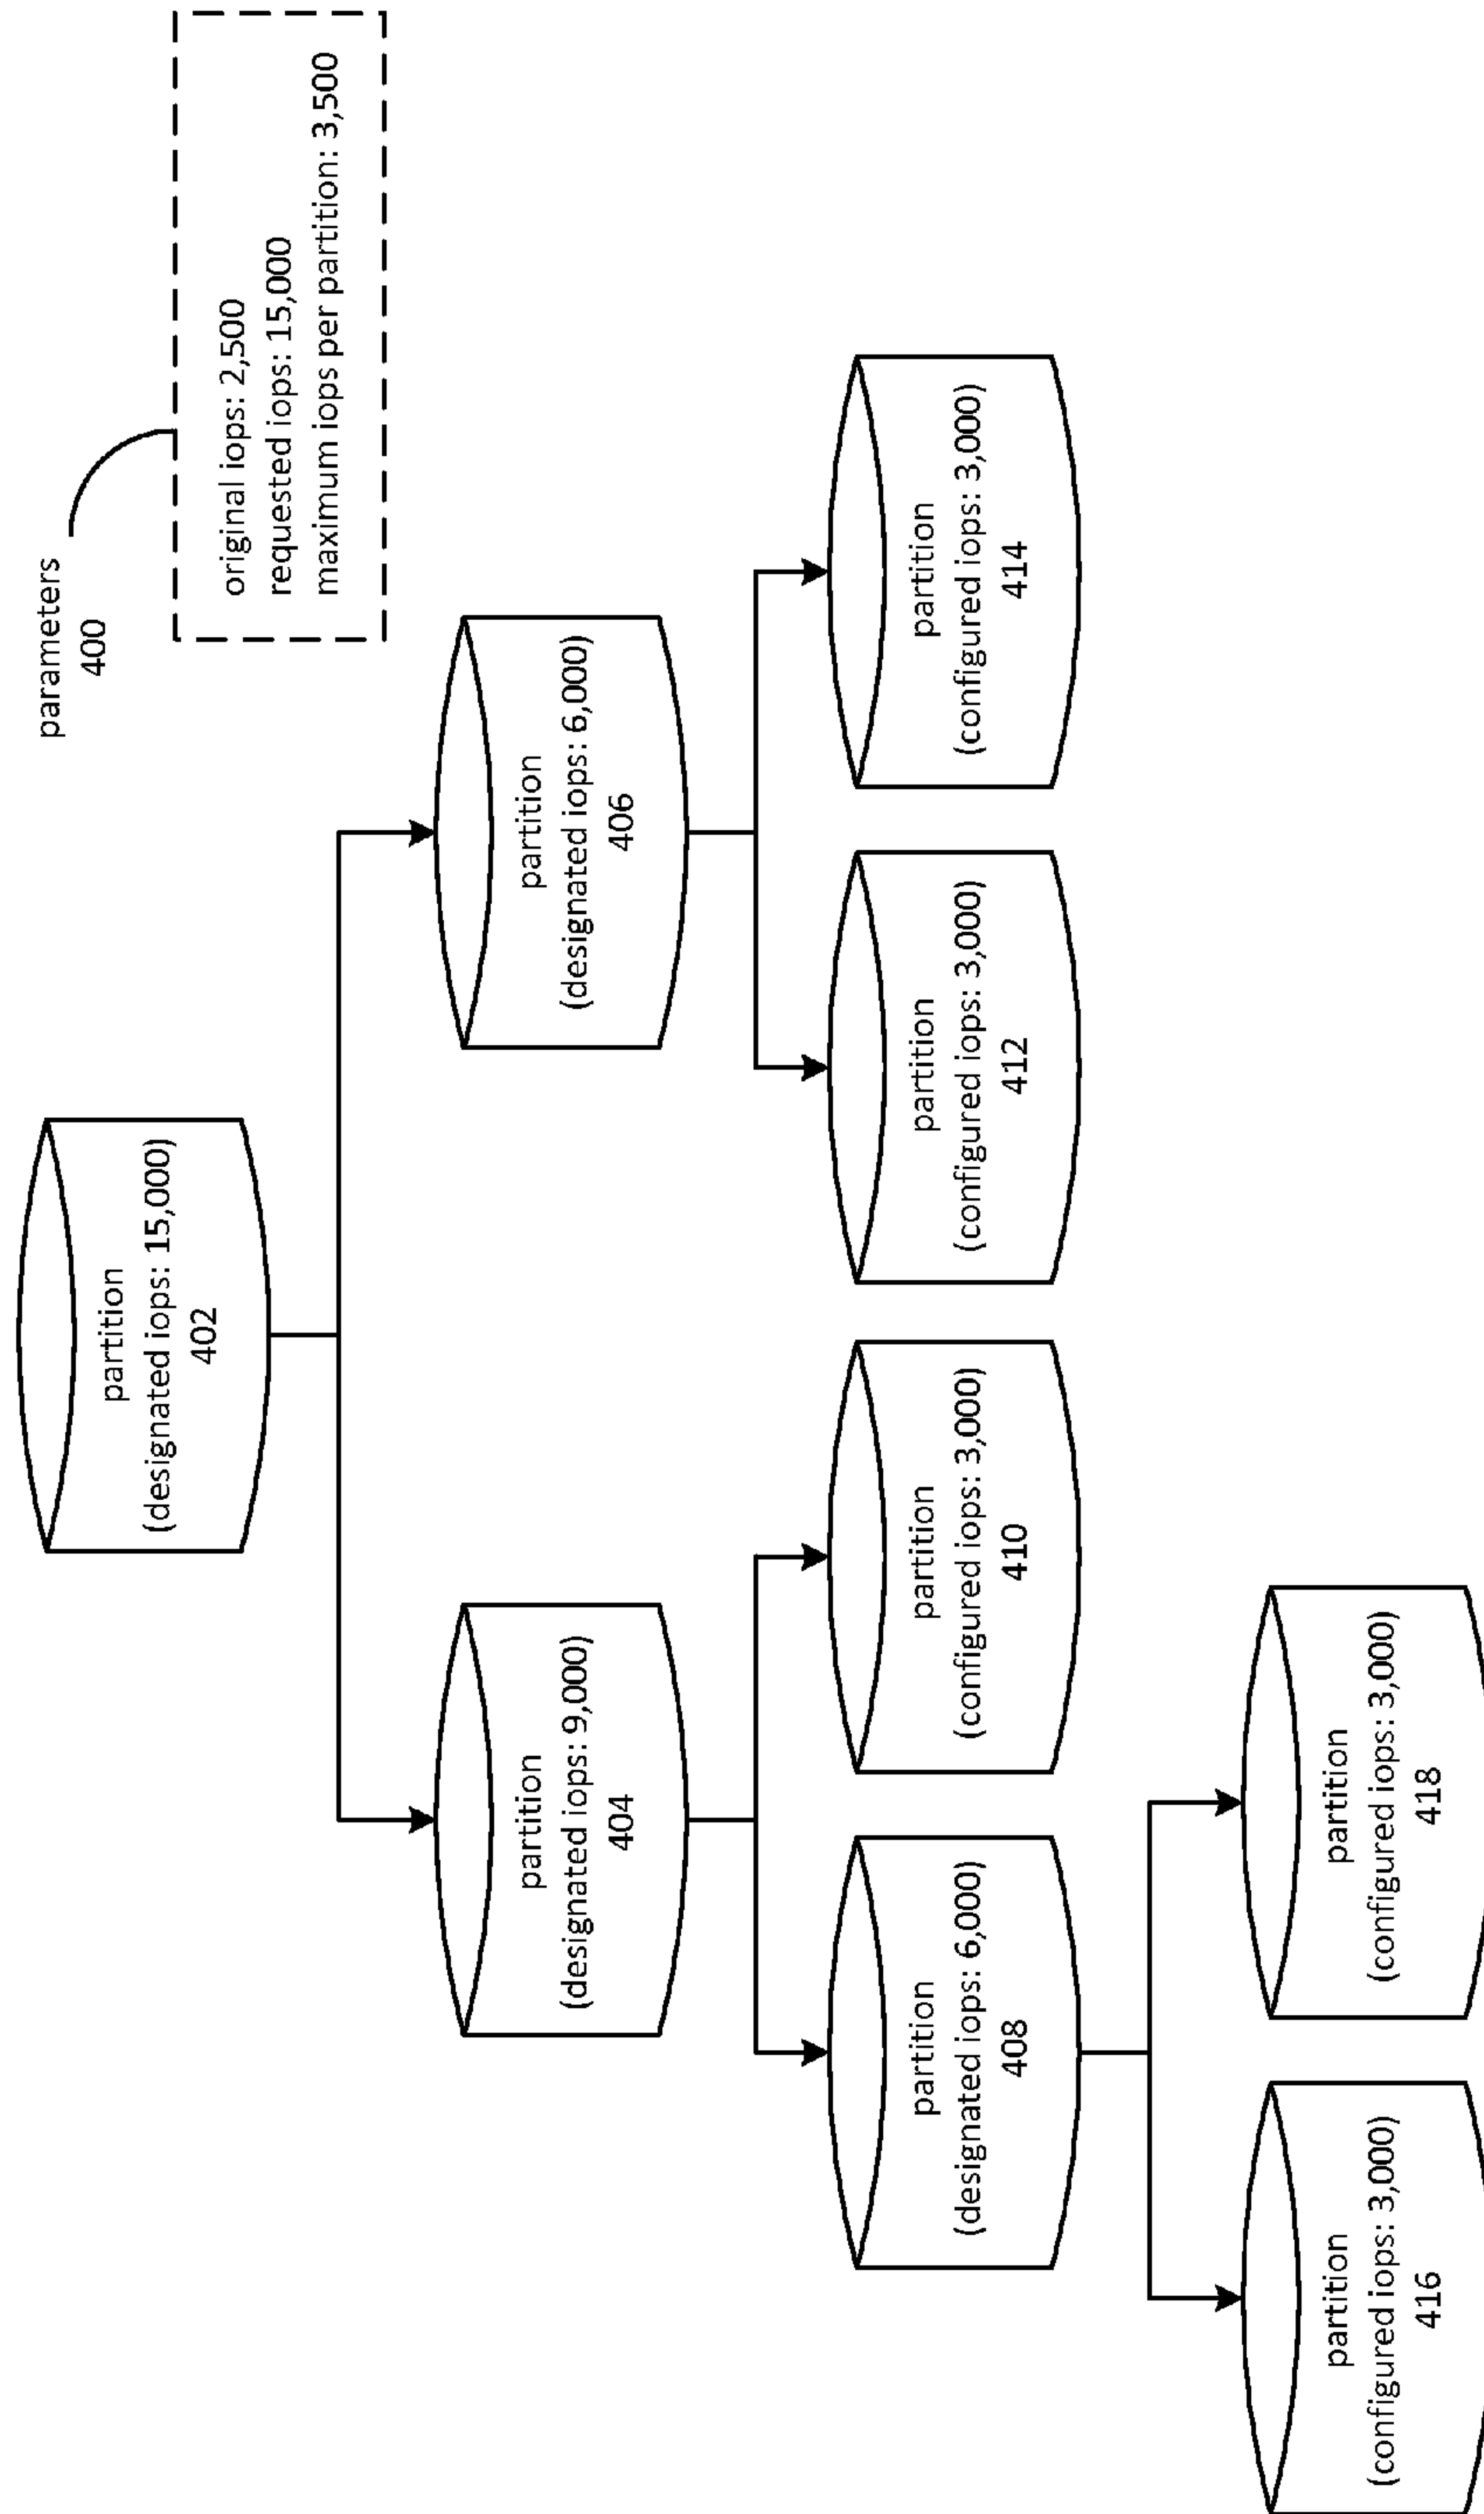 parameters
400
original iops: 2,500
requested iops: 15,000
maximum iops per partition: 3,500
partition
(designated iops: 15,000)
402
partition
(designated iops: 9,000)
404
partition
(designated iops: 6,000)
406
partition
(designated iops: 6,000)
408
partition
(configured iops: 3,000)
410
partition
(configured iops: 3,000)
412
partition
(configured iops: 3,000)
414
partition
(configured iops: 3,000)
416
partition
(configured iops: 3,000)
418